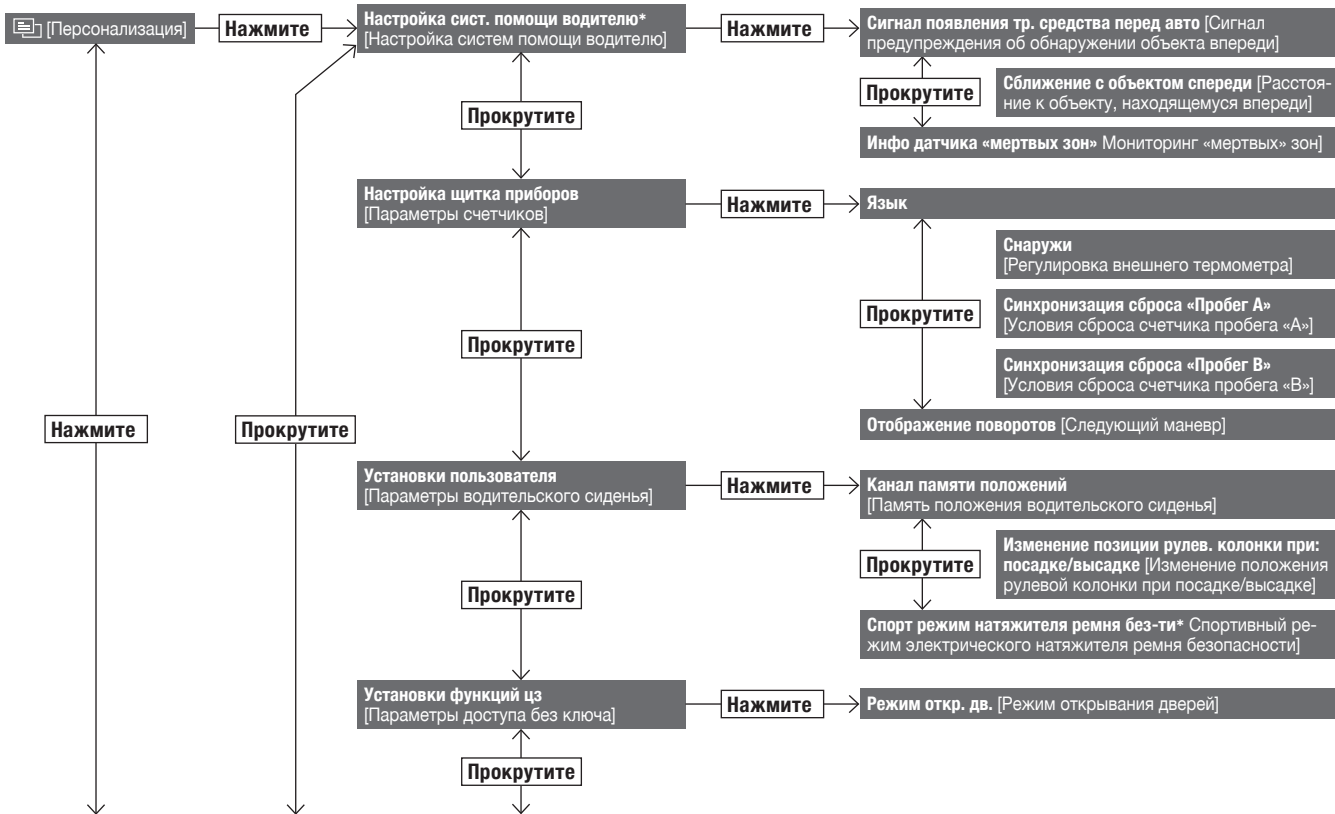 [Персонализация]
Нажмите
Настройка сист. помощи водителю*
[Настройка систем помощи водителю]
Нажмите
Сигнал появления тр. средства перед авто [Сигнал
предупреждения об обнаружении объекта впереди]
Прокрутите
Прокрутите
Сближение с объектом спереди [Расстоя-
ние к объекту, находящемуся впереди]
Инфо датчика «мертвых зон» Мониторинг «мертвых» зон]
Настройка щитка приборов
[Параметры счетчиков]
Нажмите
Язык
Снаружи
[Регулировка внешнего термометра]
Прокрутите
Прокрутите
Синхронизация сброса «Пробег А»
[Условия сброса счетчика пробега «А»]
Синхронизация сброса «Пробег В»
[Условия сброса счетчика пробега «В»]
Нажмите
Прокрутите
Отображение поворотов [Следующий маневр]
Установки пользователя
[Параметры водительского сиденья]
Нажмите
Канал памяти положений
[Память положения водительского сиденья]
Прокрутите
Прокрутите
Изменение позиции рулев. колонки при:
посадке/высадке [Изменение положения
рулевой колонки при посадке/высадке]
Спорт режим натяжителя ремня без-ти* Спортивный ре-
жим электрического натяжителя ремня безопасности]
Установки функций цз
[Параметры доступа без ключа]
Нажмите
Режим откр. дв. [Режим открывания дверей]
Прокрутите